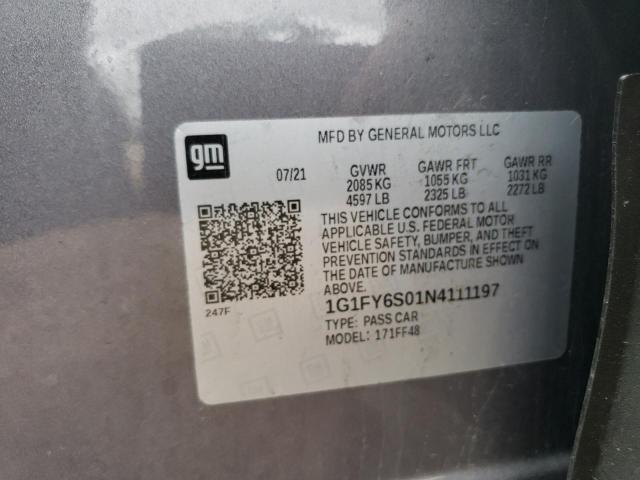 MFD BY GENERAL MOTORS LLC
gm
07/21 GVWR GAWR FRT GAWR RR
2085 KG 1055 KG 1031 KG
4597 LB 2325 LB 2272 LB
THIS VEHICLE CONFORMS TO ALL
APPLICABLE U.S. FEDERAL MOTOR
VEHICLE SAFETY, BUMPER, AND THEFT
PREVENTION STANDARDS IN EFFECT ON
THE DATE OF MANUFACTURE SHOWN
ABOVE.
247F
1G1FY6S01N4111197
TYPE: PASS CAR
MODEL: 171FF48